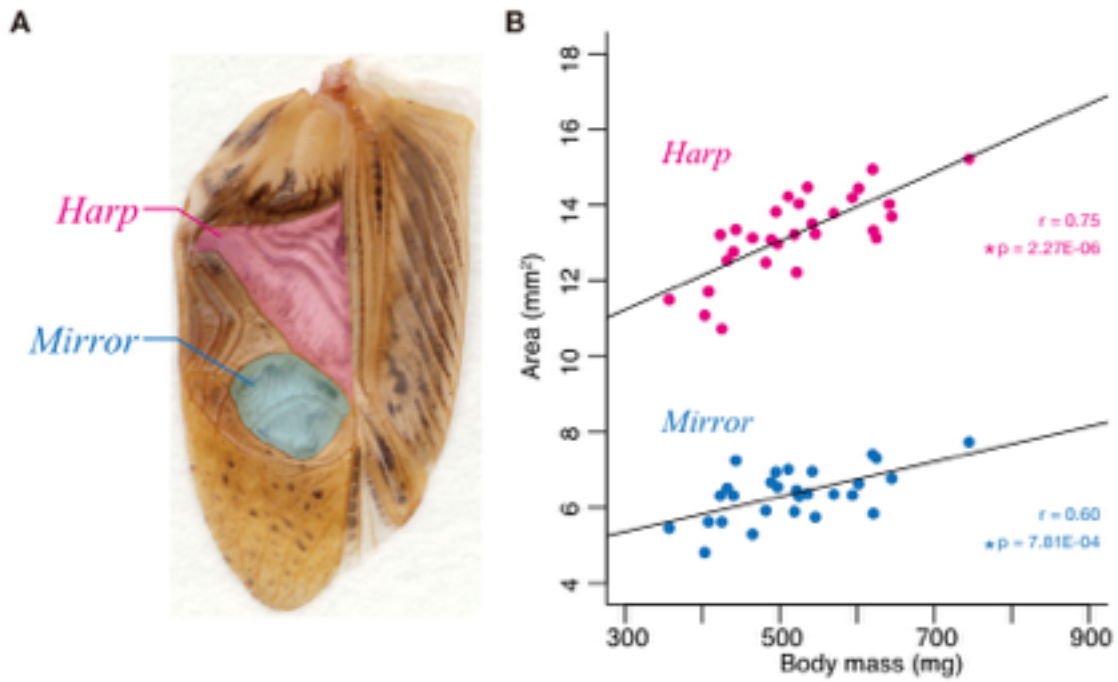 A
B
Harp
Mirror
18
16
14
12
10
8
6
4
Area (mm²)
Harp
r = 0.75
*p = 2.27E-06
Mirror
r = 0.60
*p = 7.81E-04
300
500
700
900
Body mass (mg)